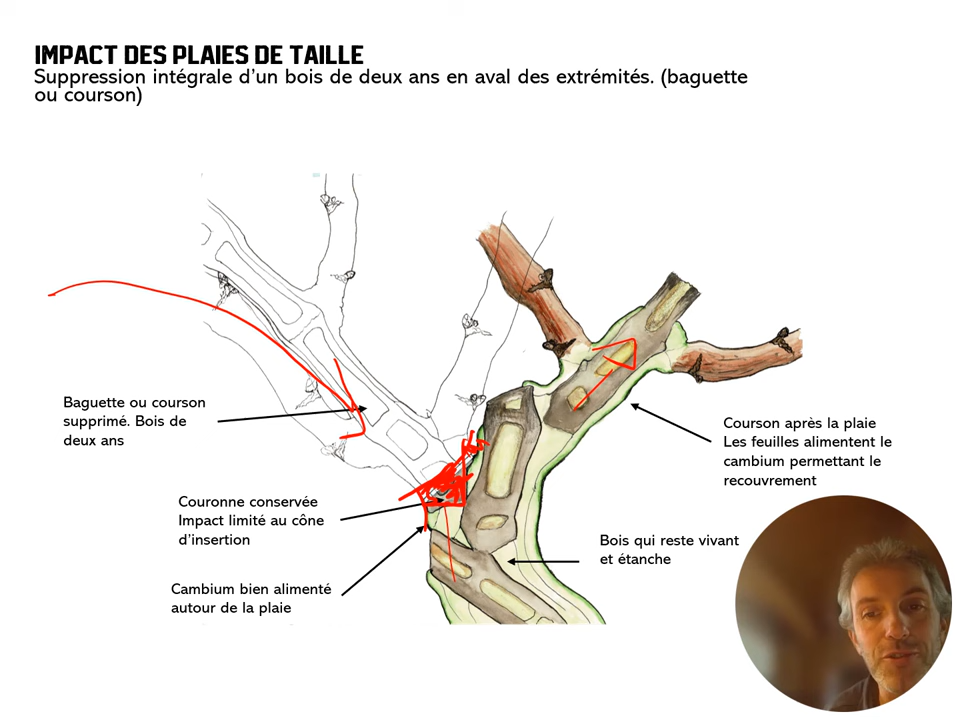 IMPACT DES PLAIES DE TAILLE
Suppression intégrale d'un bois de deux ans en aval des extrémités. (baguette
ou courson)
Baguette ou courson
supprimé. Bois de
deux ans
Couronne conservée
Impact limité au cône
d'insertion
Cambium bien alimenté
autour de la plaie
Courson après la plaie
Les feuilles alimentent le
cambium permettant le
recouvrement
Bois qui reste vivant
et étanche